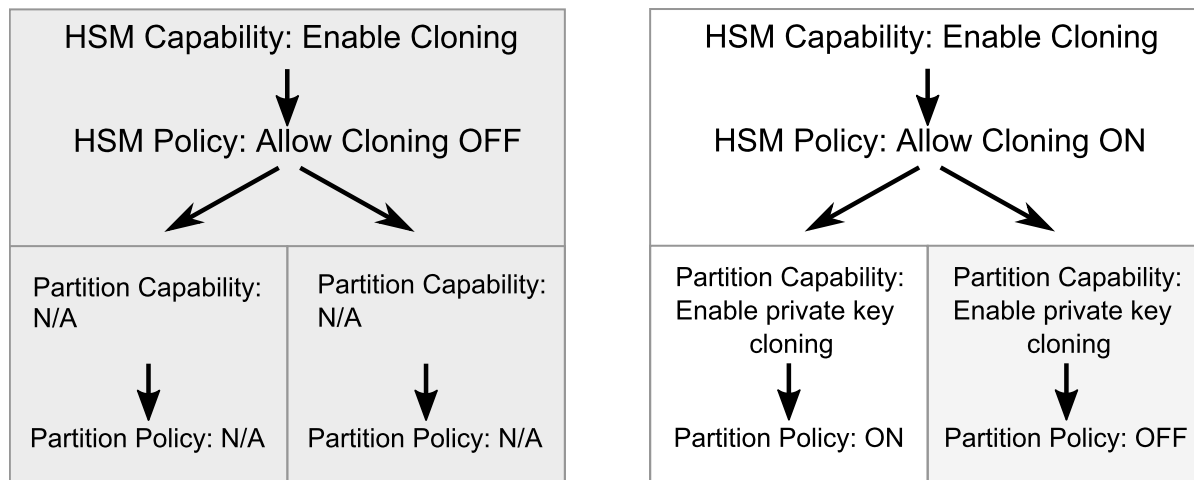 HSM Capability: Enable Cloning
HSM Policy: Allow Cloning OFF
Partition Capability:
N/A
Partition Policy: N/A
Partition Capability:
N/A
Partition Policy: N/A
HSM Capability: Enable Cloning
HSM Policy: Allow Cloning ON
Partition Capability:
Enable private key
cloning
Partition Policy: ON
Partition Capability:
Enable private key
cloning
Partition Policy: OFF